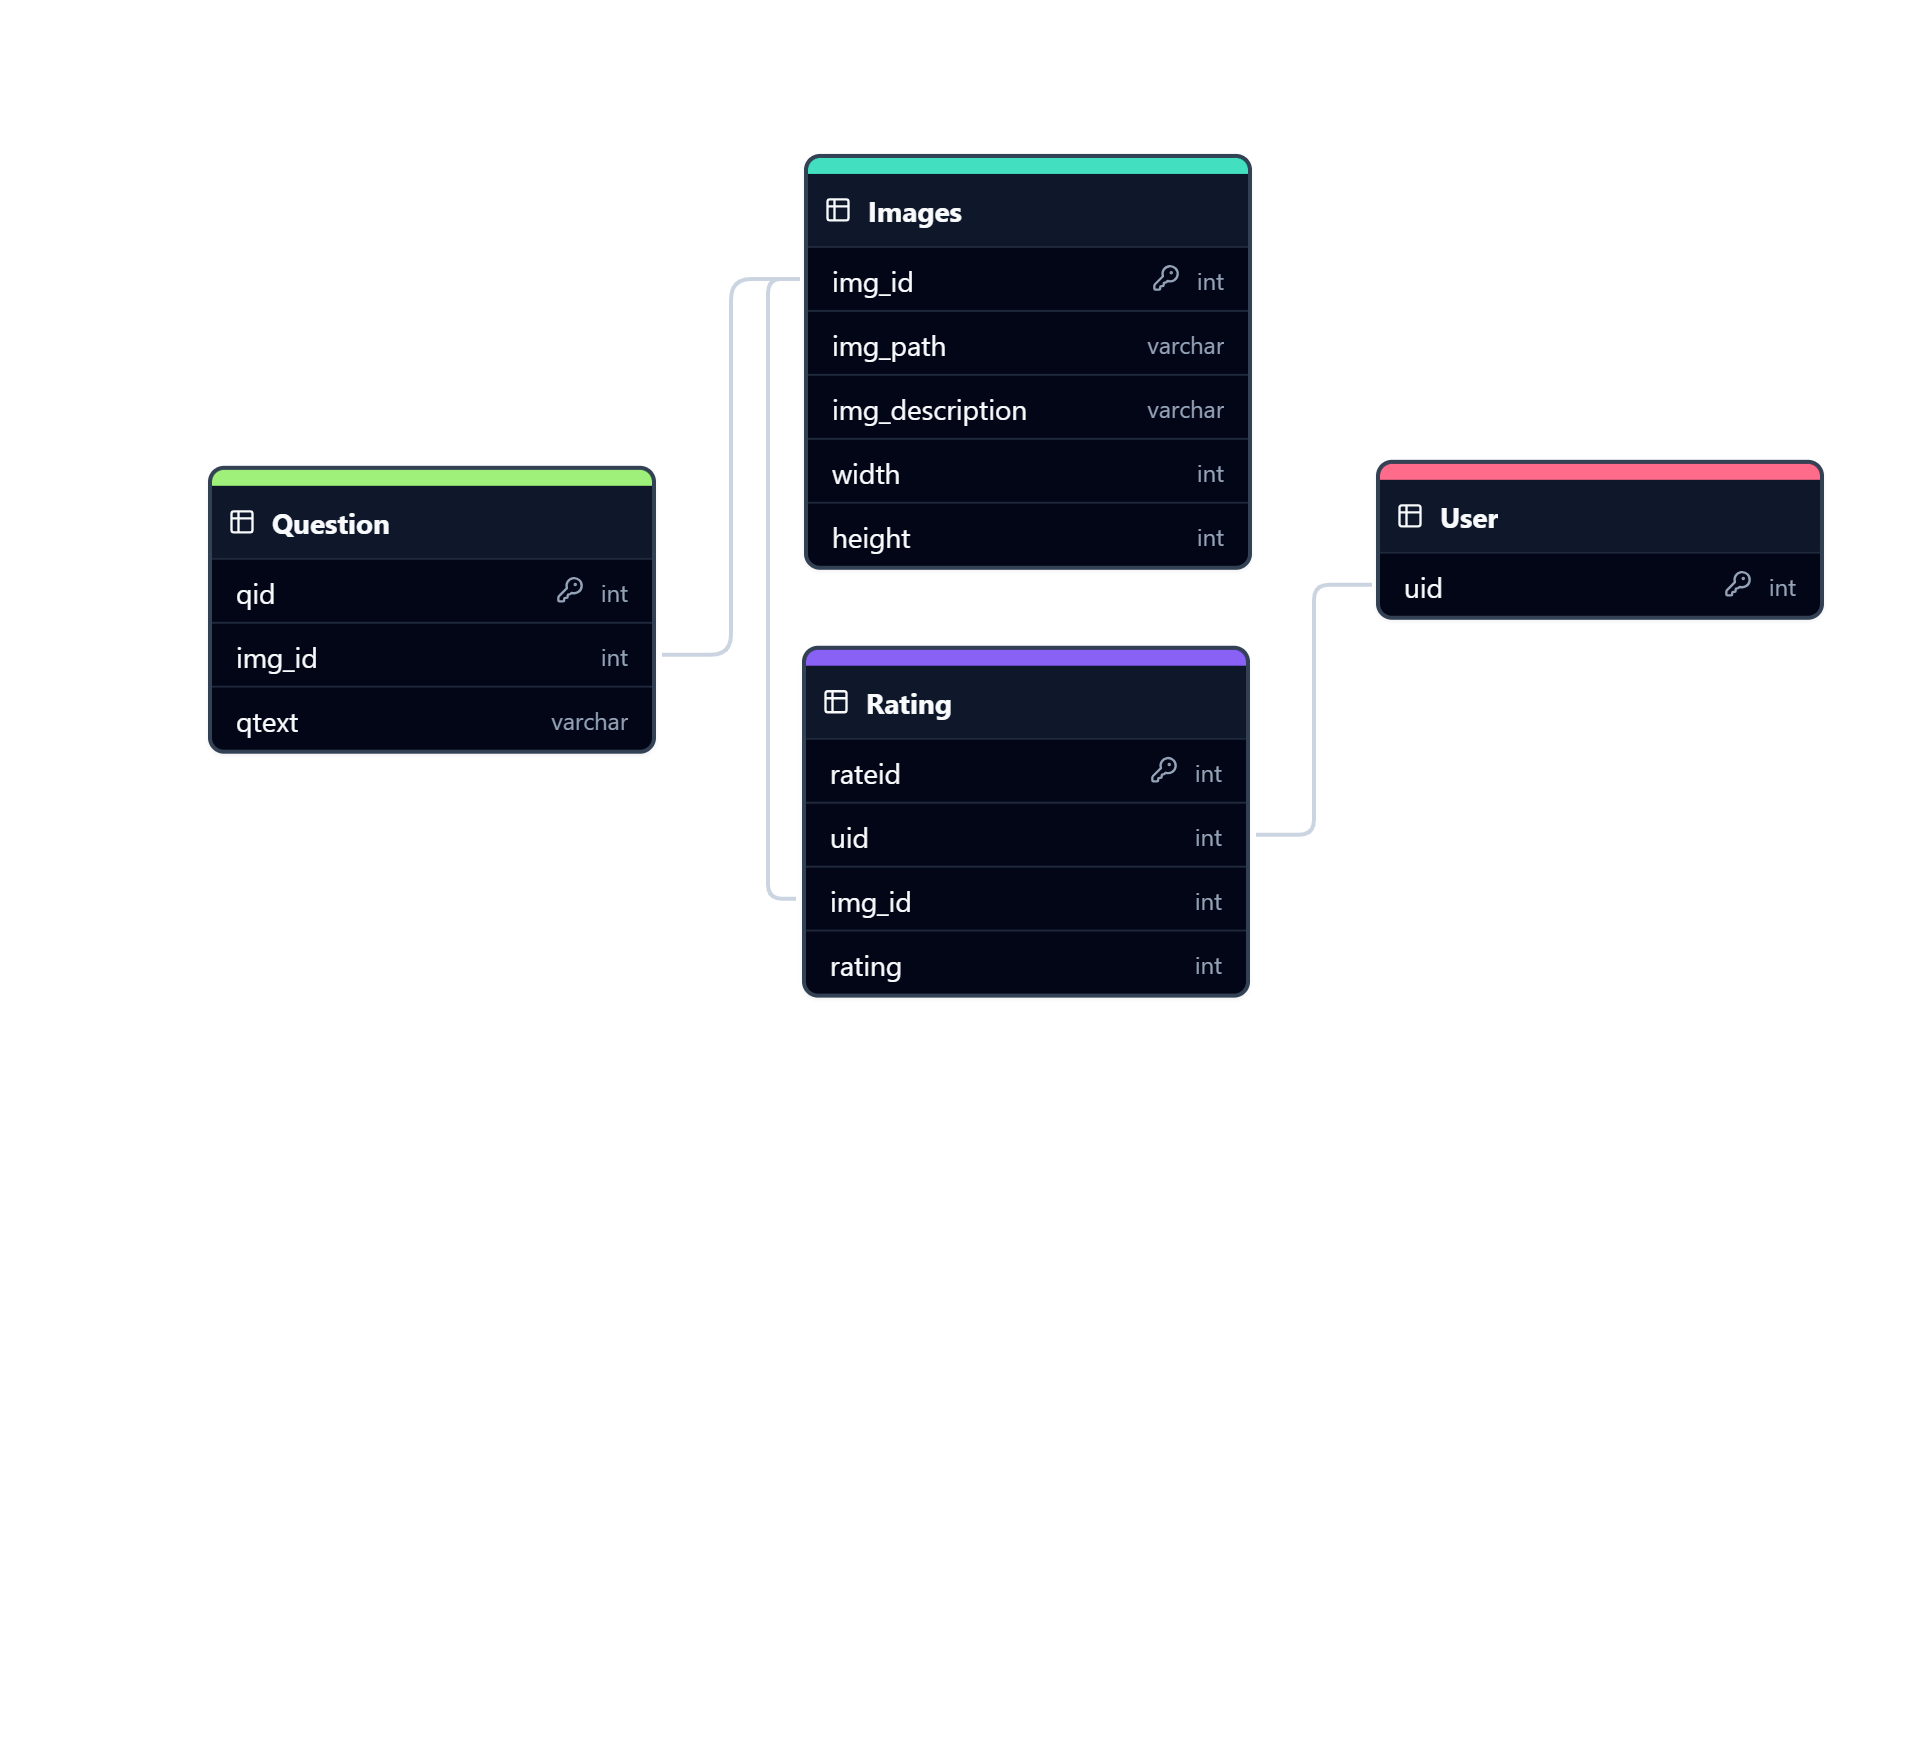 Images
img_id int
img_path varchar
img_description varchar
width int
height int
Question
qid int
img_id int
qtext varchar
User
uid int
Rating
rateid int
uid int
img_id int
rating int